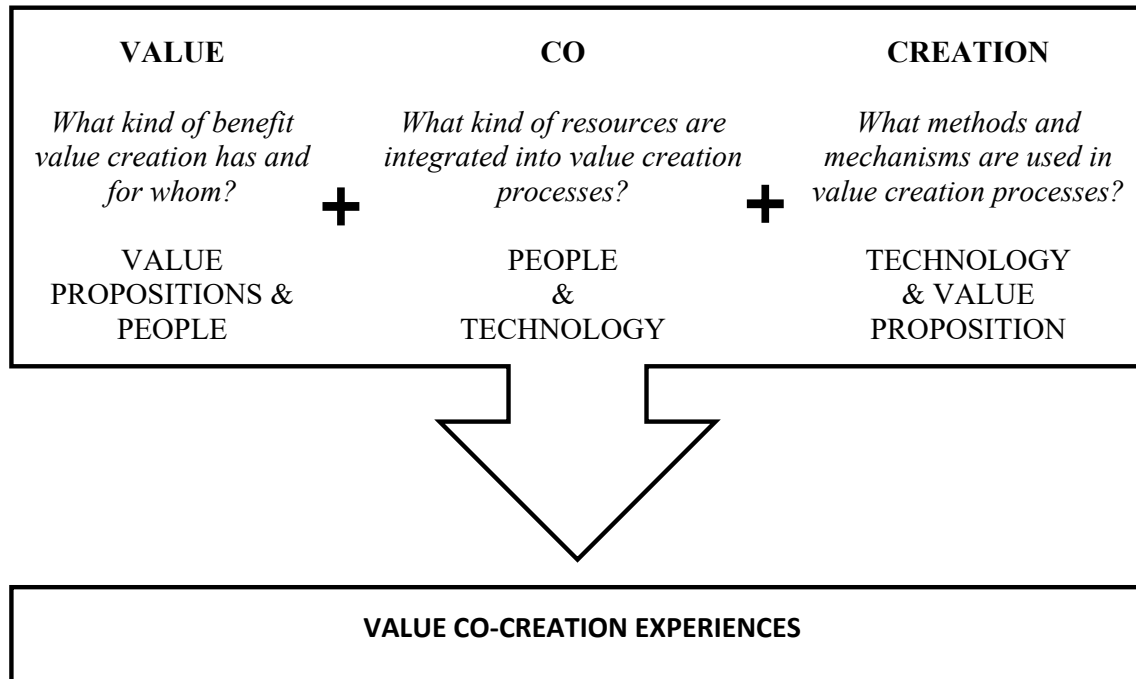 VALUE
What kind of benefit
value creation has and
for whom?
VALUE
PROPOSITIONS &
PEOPLE
+
CO
What kind of resources are
integrated into value creation
processes?
PEOPLE
&
TECHNOLOGY
+
CREATION
What methods and
mechanisms are used in
value creation processes?
TECHNOLOGY
& VALUE
PROPOSITION
VALUE CO-CREATION EXPERIENCES